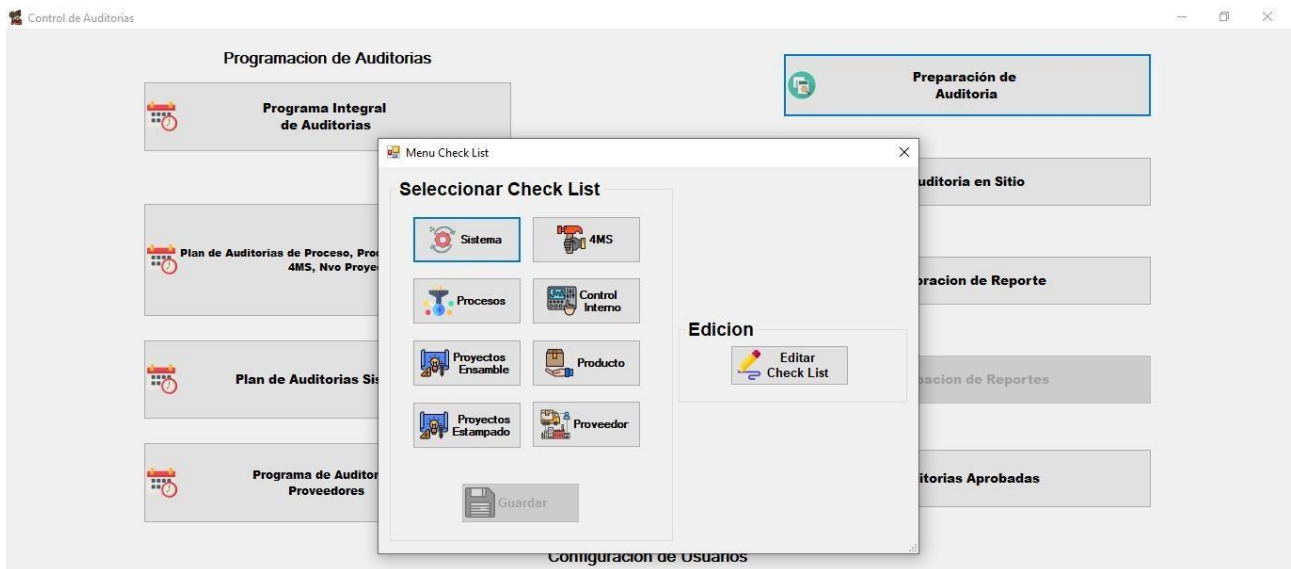 Control de Auditorias
Programacion de Auditorias
Programa Integral
de Auditorias
Preparación de
Auditoria
Menu Check List
Seleccionar Check List
uditoria en Sitio
Sistema
4MS
Plan de Auditorias de Proceso, Pro
4MS, Nvo Proye
Procesos
Control
Interno
oracion de Reporte
Edicion
Proyectos
Ensamble
Producto
Editar
Check List
Plan de Auditorias Sis
bacion de Reportes
Proyectos
Estampado
Proveedor
Programa de Auditor
Proveedores
itorias Aprobadas
Guardar
Configuracion de Usuarios